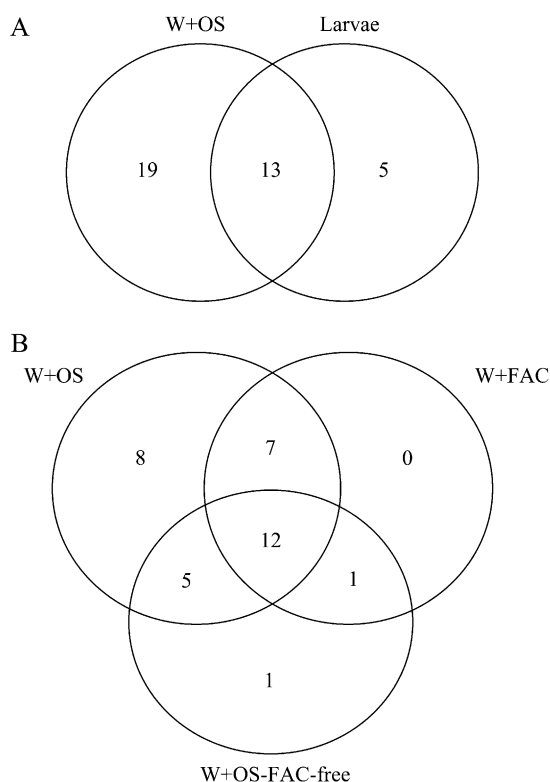 A
W+OS Larvae
19 13 5
B
W+OS W+FAC
8 7 0
12
5 1
1
W+OS-FAC-free